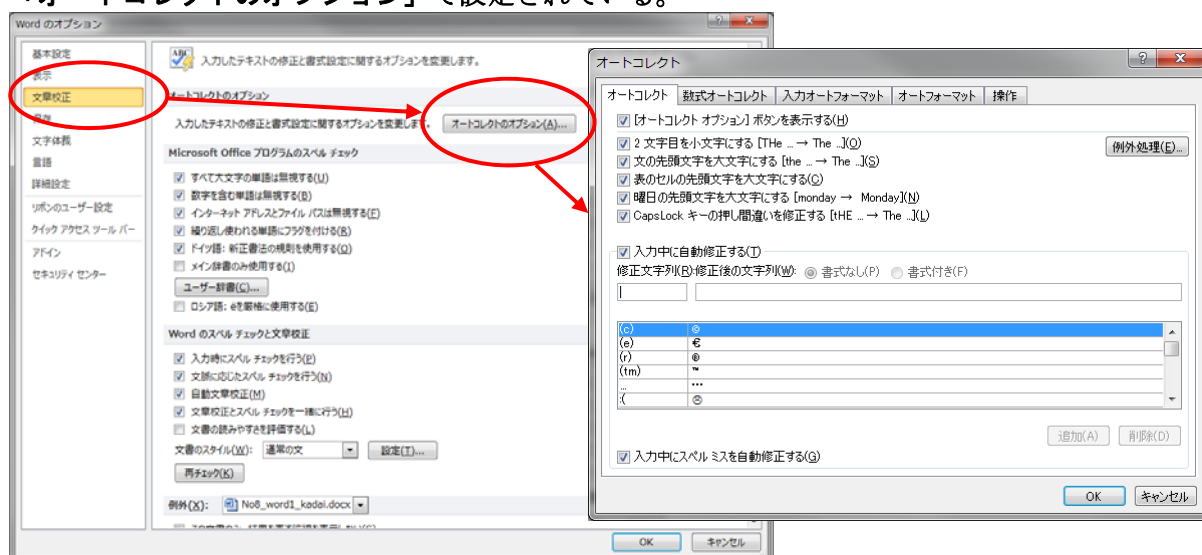 「オートコレクトのオプション」で設定されている。
Word のオプション
基本設定
表示
文章校正
保存
文字体裁
言語
詳細設定
リボンのユーザー設定
クイック アクセス ツール バー
アドイン
セキュリティ センター
入力したテキストの修正と書式設定に関するオプションを変更します。
オートコレクトのオプション
入力したテキストの修正と書式設定に関するオプションを変更します。 オートコレクトのオプション(A)...
Microsoft Office プログラムのスペル チェック
すべて大文字の単語は無視する(U)
数字を含む単語は無視する(B)
インターネット アドレスとファイル パスは無視する(F)
繰り返し使われる単語にフラグを付ける(R)
ドイツ語: 新正書法の規則を使用する(O)
メイン辞書のみ使用する(I)
ユーザー辞書(C)...
ロシア語: ёを厳格に使用する(E)
Word のスペル チェックと文章校正
入力時にスペル チェックを行う(P)
文脈に応じたスペル チェックを行う(N)
自動文章校正(M)
文章校正とスペル チェックを一緒に行う(H)
文書の読みやすさを評価する(L)
文書のスタイル(W): 通常の文 設定(T)...
再チェック(K)
例外(X): No8_word1_kadai.docx
OK キャンセル
オートコレクト
オートコレクト 数式オートコレクト 入力オートフォーマット オートフォーマット 操作
[オートコレクト オプション] ボタンを表示する(H)
2 文字目を小文字にする [THe ... → The ...](O) 例外処理(E)...
文の先頭文字を大文字にする [the ... → The ...](S)
表のセルの先頭文字を大文字にする(C)
曜日の先頭文字を大文字にする [monday → Monday](N)
CapsLock キーの押し間違いを修正する [tHE ... → The ...](L)
入力中に自動修正する(T)
修正文字列(R):修正後の文字列(W): 書式なし(P) 書式付き(F)
(c) ©
(e) €
(r) ®
(tm) ™
... …
:( ☹
追加(A) 削除(D)
入力中にスペル ミスを自動修正する(G)
OK キャンセル